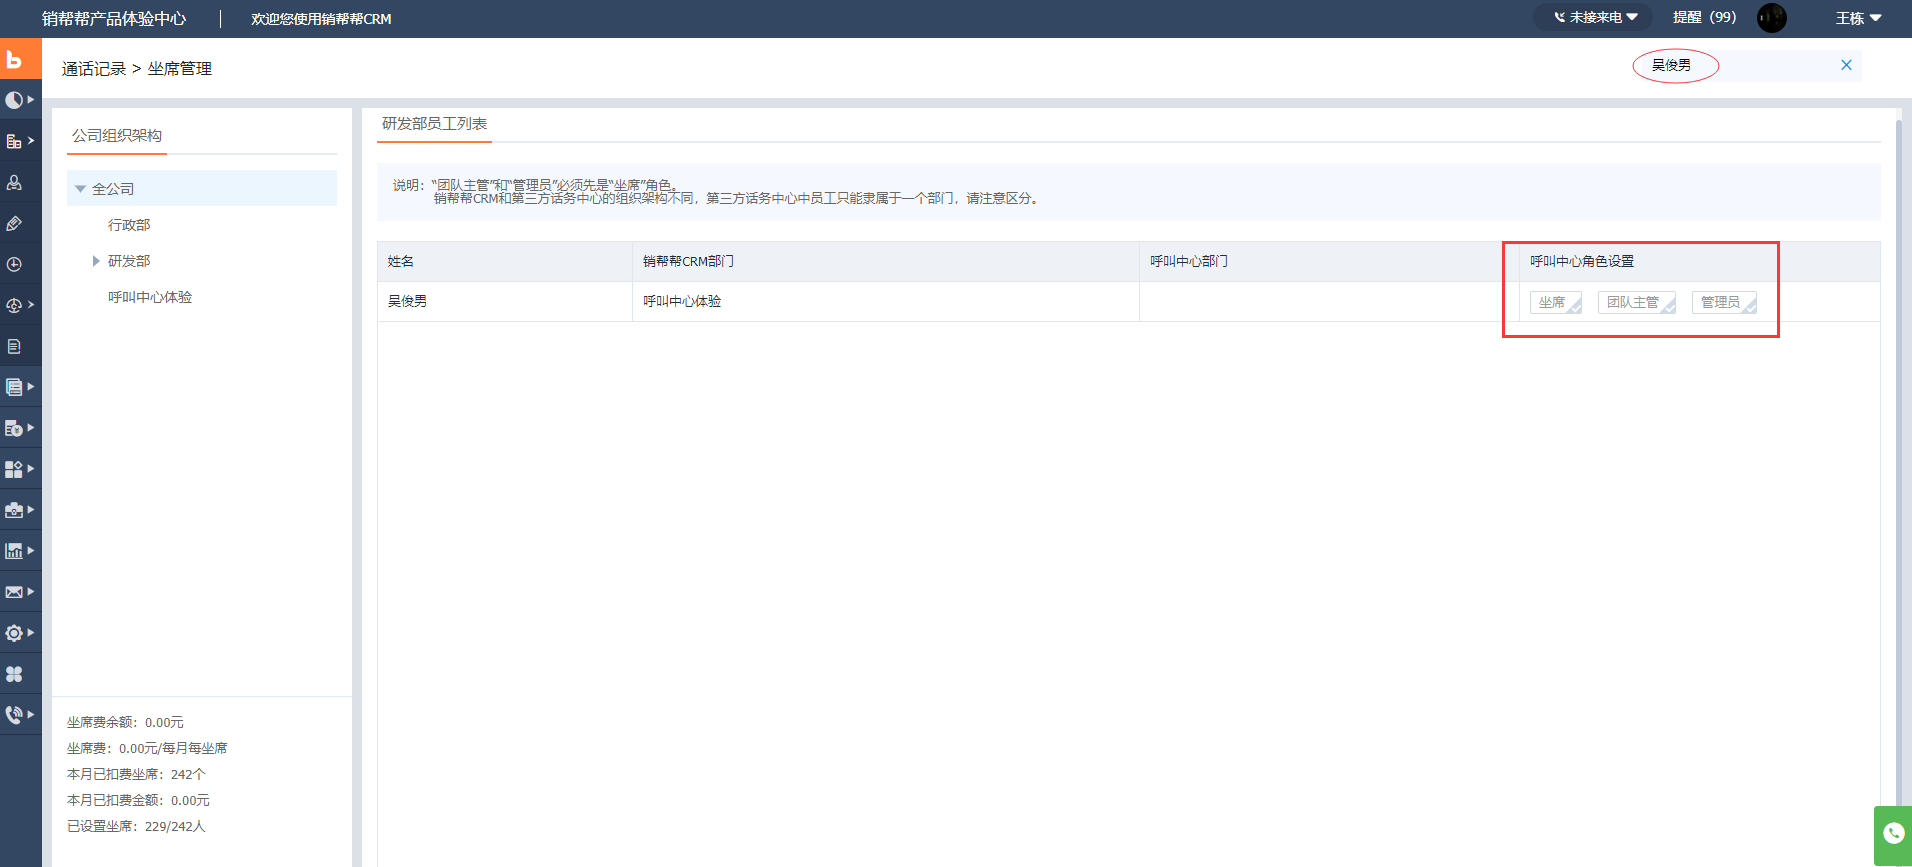 销帮帮产品体验中心
欢迎您使用销帮帮CRM
未接来电
提醒（99）
王栋
通话记录 > 坐席管理
吴俊男
公司组织架构
全公司
行政部
研发部
呼叫中心体验
坐席费余额：0.00元
坐席费：0.00元/每月每坐席
本月已扣费坐席：242个
本月已扣费金额：0.00元
已设置坐席：229/242人
研发部员工列表
说明：“团队主管”和“管理员”必须先是“坐席”角色。
销帮帮CRM和第三方话务中心的组织架构不同，第三方话务中心中员工只能隶属于一个部门，请注意区分。
姓名 销帮帮CRM部门 呼叫中心部门 呼叫中心角色设置
吴俊男 呼叫中心体验 坐席 团队主管 管理员